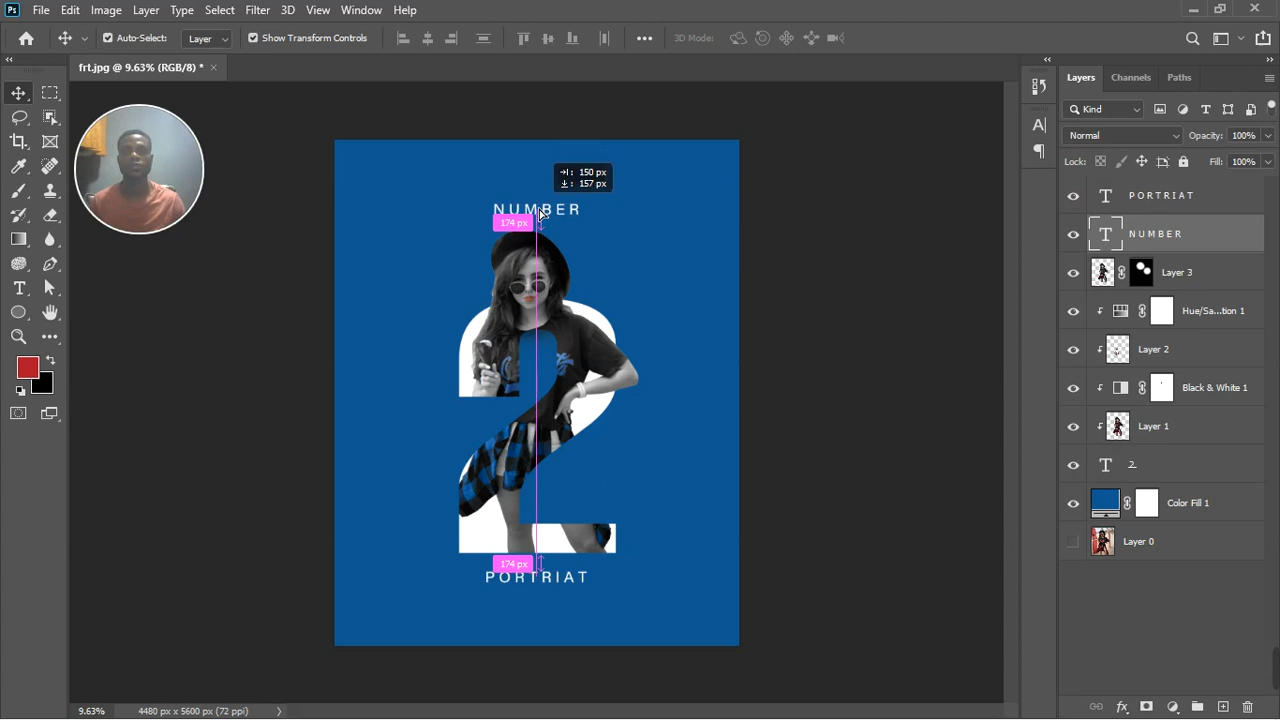 Ps File Edit Image Layer Type Select Filter 3D View Window Help
Auto-Select: Layer Show Transform Controls ••• 3D Mode:
frt.jpg @ 9.63% (RGB/8) * ×
→: 150 px
↓: 157 px
NUMBER
174 px
174 px
PORTRIAT
Layers Channels Paths
Kind
Normal Opacity: 100%
Lock: Fill: 100%
T PORTRIAT
T NUMBER
Layer 3
Hue/Sa...tion 1
Layer 2
Black & White 1
Layer 1
T 2
Color Fill 1
Layer 0
9.63% 4480 px x 5600 px (72 ppi) >